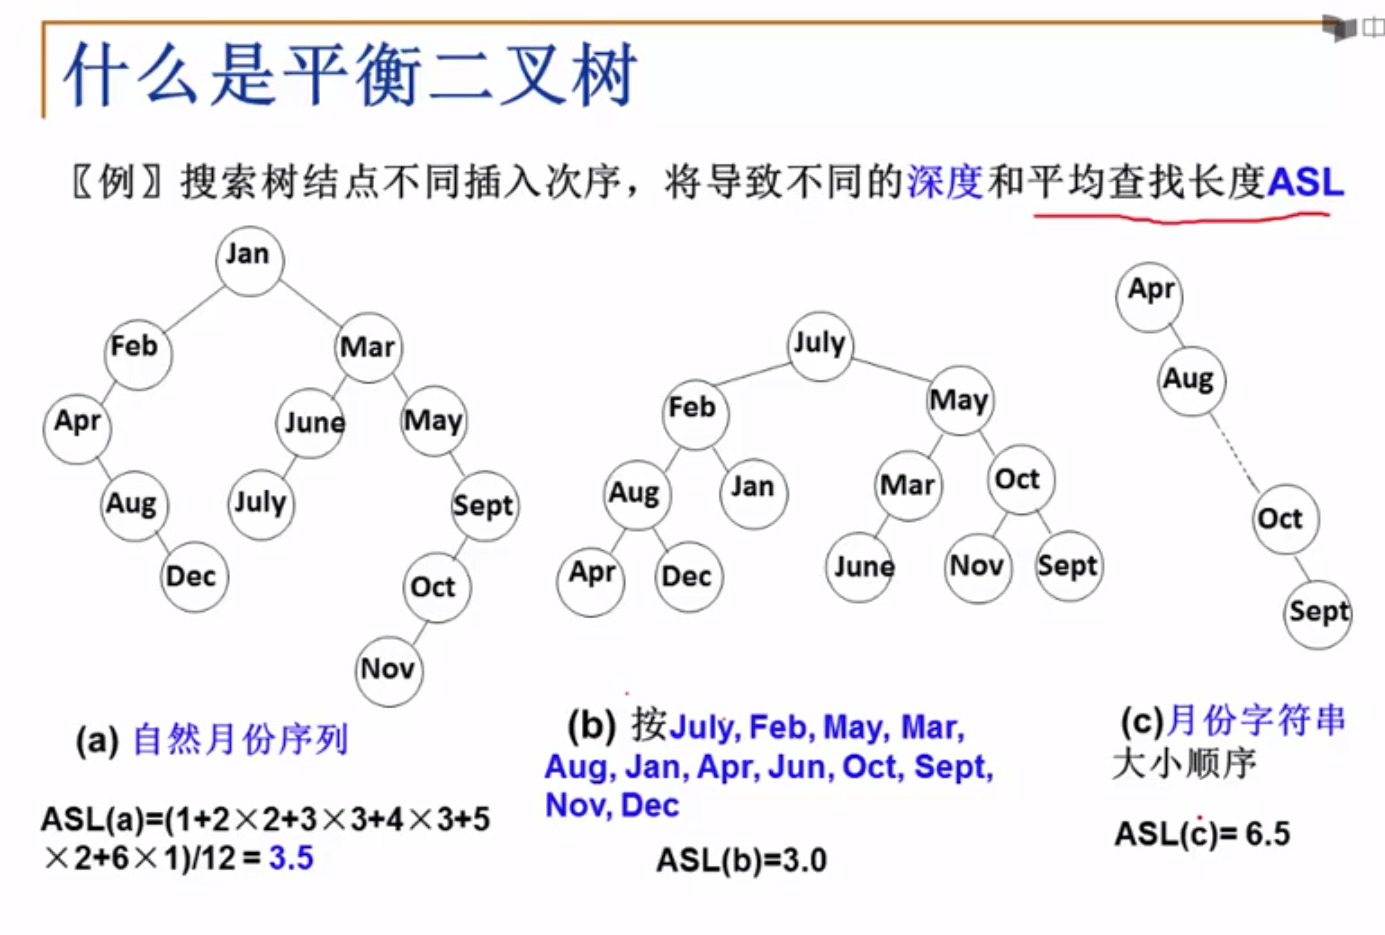 中
什么是平衡二叉树
〖例〗搜索树结点不同插入次序，将导致不同的深度和平均查找长度ASL
Jan
Feb
Mar
Apr
June
May
Aug
July
Sept
Dec
Oct
Nov
July
Feb
May
Aug
Jan
Mar
Oct
Apr
Dec
June
Nov
Sept
Apr
Aug
Oct
Sept
(a) 自然月份序列
ASL(a)=(1+2×2+3×3+4×3+5
×2+6×1)/12 = 3.5
(b) 按July, Feb, May, Mar,
Aug, Jan, Apr, Jun, Oct, Sept,
Nov, Dec
ASL(b)=3.0
(c)月份字符串
大小顺序
ASL(c)= 6.5